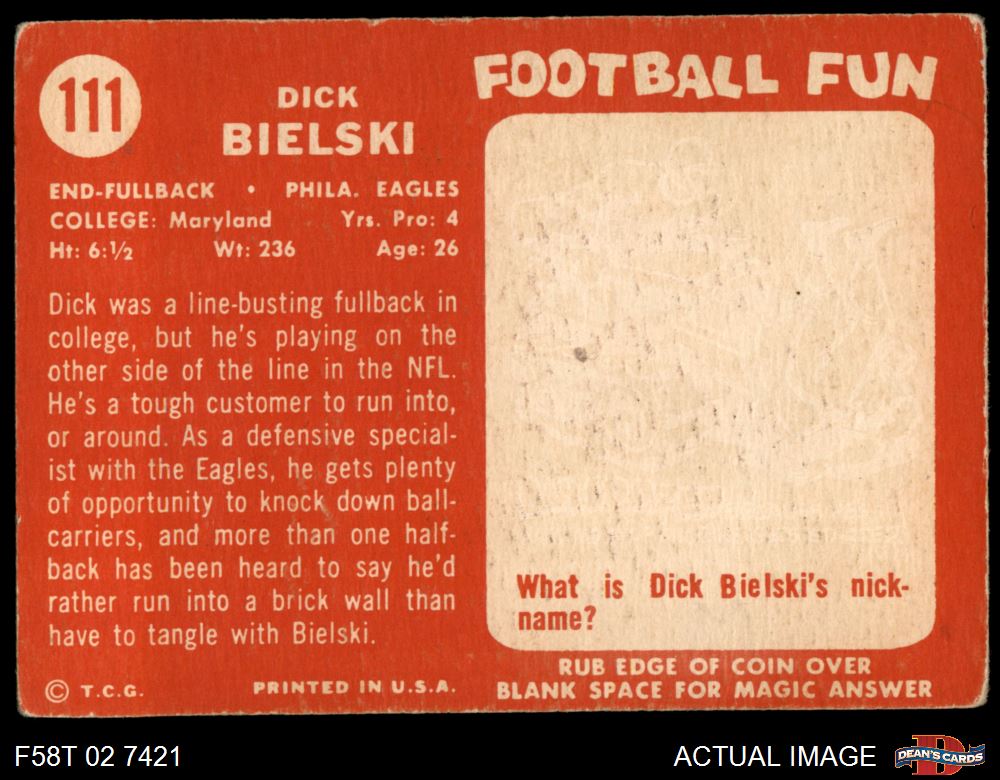 111
DICK
BIELSKI
END-FULLBACK • PHILA. EAGLES
COLLEGE: Maryland Yrs. Pro: 4
Ht: 6:½ Wt: 236 Age: 26
Dick was a line-busting fullback in
college, but he's playing on the
other side of the line in the NFL.
He's a tough customer to run into,
or around. As a defensive special-
ist with the Eagles, he gets plenty
of opportunity to knock down ball-
carriers, and more than one half-
back has been heard to say he'd
rather run into a brick wall than
have to tangle with Bielski.
© T.C.G. PRINTED IN U.S.A.
FOOTBALL FUN
What is Dick Bielski's nick-
name?
RUB EDGE OF COIN OVER
BLANK SPACE FOR MAGIC ANSWER
F58T 02 7421
ACTUAL IMAGE
D
DEAN'S CARDS